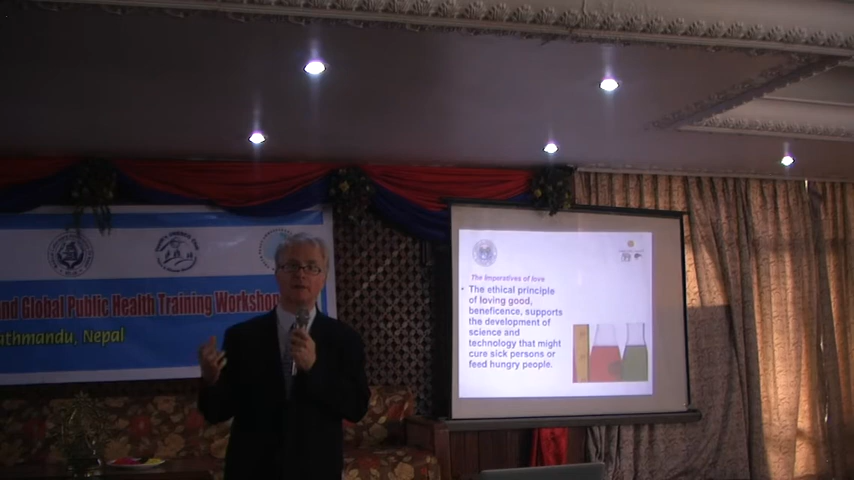 and Global Public Health Training Workshop
athmandu, Nepal
The Imperatives of love
• The ethical principle
of loving good,
beneficence, supports
the development of
science and
technology that might
cure sick persons or
feed hungry people.